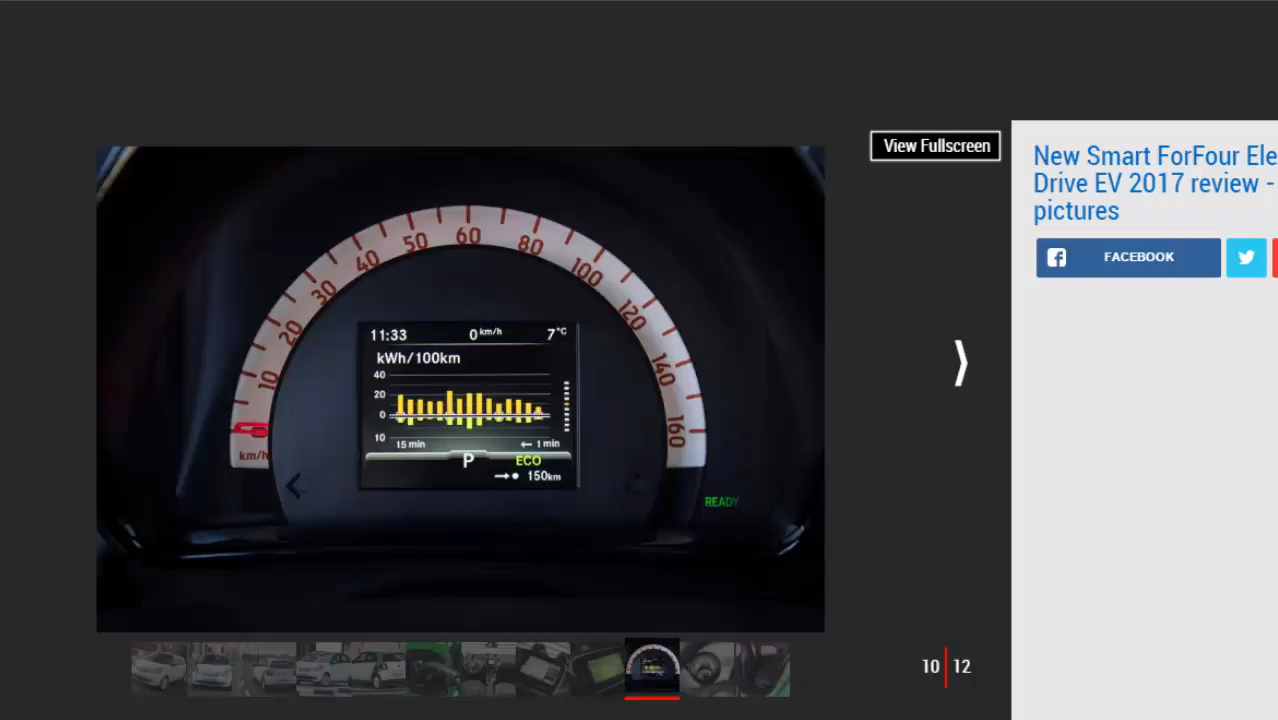 View Fullscreen
New Smart ForFour Ele
Drive EV 2017 review -
pictures
FACEBOOK
10 20 30 40 50 60 80 100 120 140 160
km/h
11:33 0 km/h 7°C
kWh/100km
40
20
0
10
15 min ← 1 min
P ECO
150km
READY
10 12